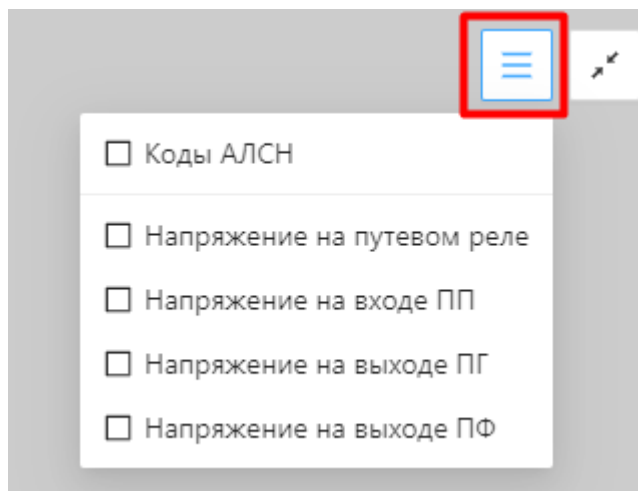 Коды АЛСН
Напряжение на путевом реле
Напряжение на входе ПП
Напряжение на выходе ПГ
Напряжение на выходе ПФ